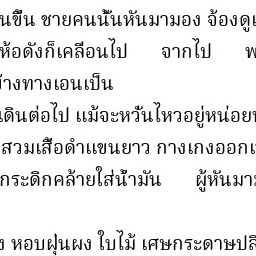 นขึ้น ชายคนนั้นหันมามอง จ้องดู
ห้อดังก็เคลื่อนไป จากไป
ข้างทางเอนเป็น
เดินต่อไป แม้จะหวั่นไหวอยู่หน่อย
สวมเสื้อดำแขนยาว กางเกงออก
กระดิกคล้ายใส่น้ำมัน ผู้หันมา
หอบฝุ่นผง ใบไม้ เศษกระดาษปลิ